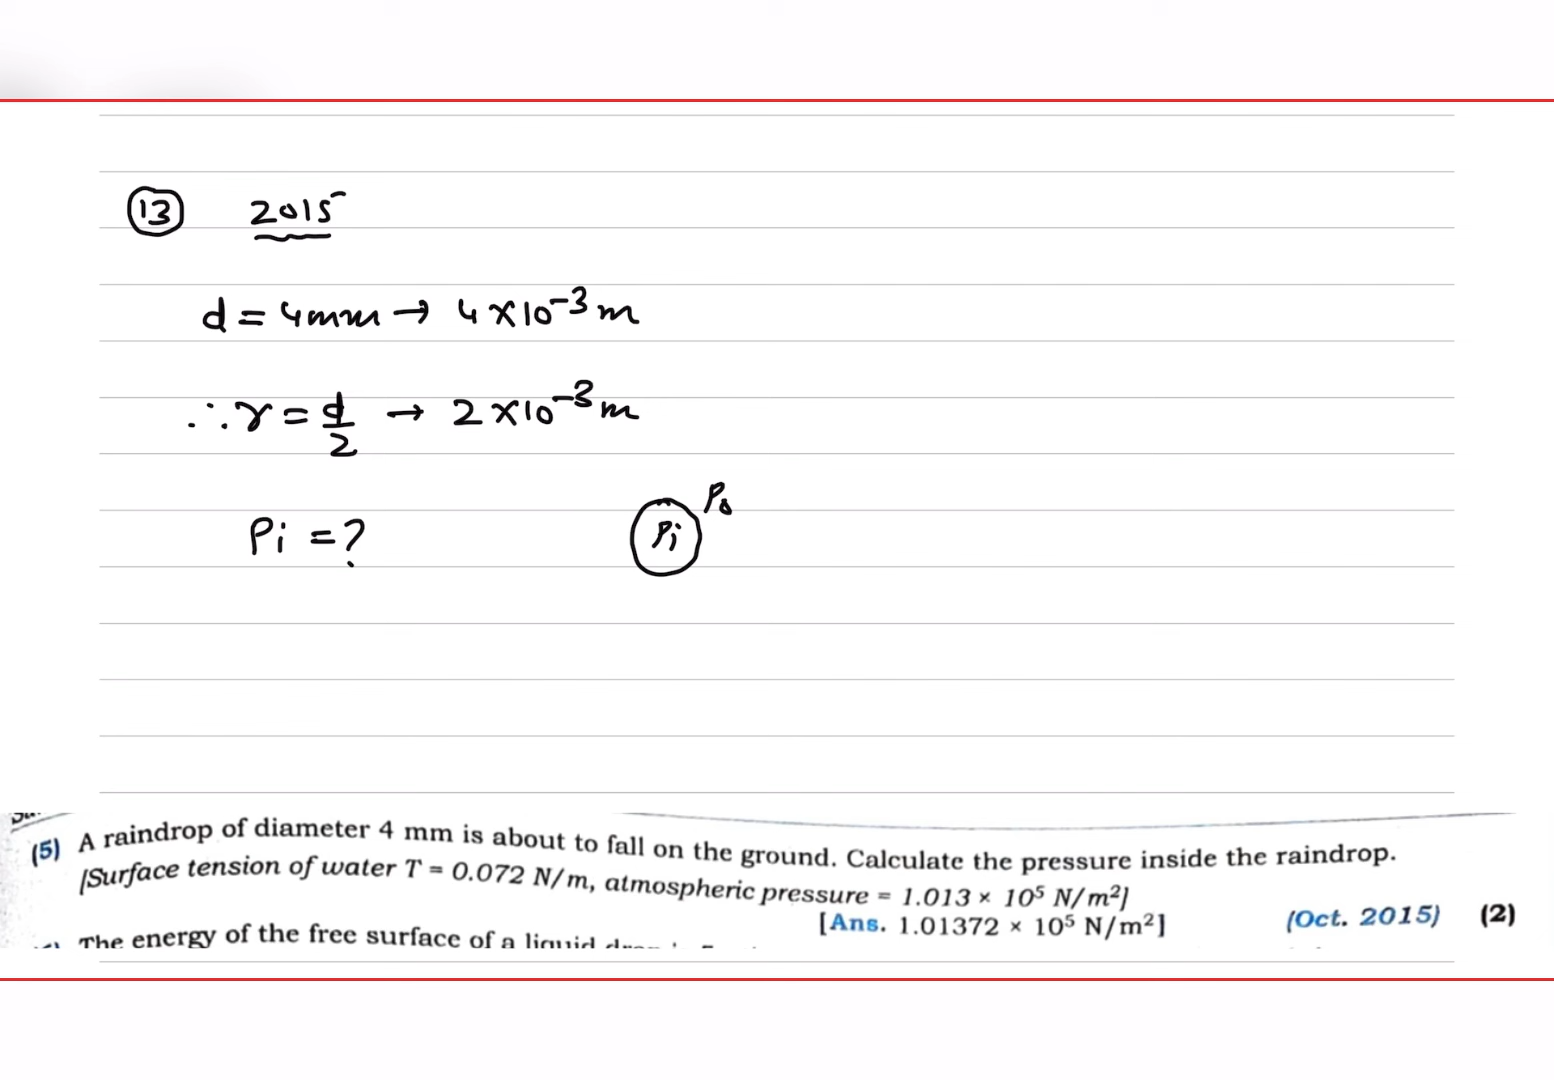 13 2015
d = 4mm → 4 × 10⁻³ m
∴ r = d/2 → 2 × 10⁻³ m
Pi = ?
Pi P₀
(5) A raindrop of diameter 4 mm is about to fall on the ground. Calculate the pressure inside the raindrop.
[Surface tension of water T = 0.072 N/m, atmospheric pressure = 1.013 × 10⁵ N/m²]
[Ans. 1.01372 × 10⁵ N/m²] (Oct. 2015) (2)
The energy of the free surface of a liquid